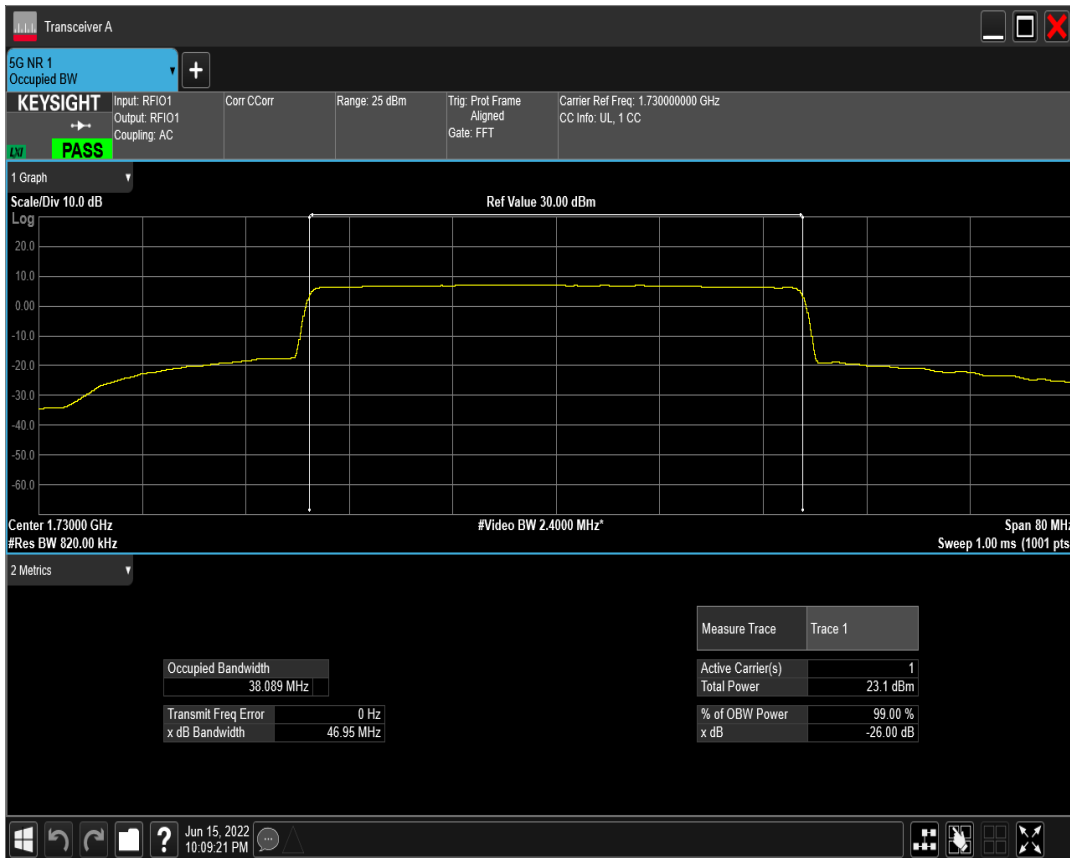 Transceiver A
5G NR 1
Occupied BW
+
KEYSIGHT
LXI
PASS
Input: RFIO1
Output: RFIO1
Coupling: AC
Corr CCorr
Range: 25 dBm
Trig: Prot Frame
Aligned
Gate: FFT
Carrier Ref Freq: 1.730000000 GHz
CC Info: UL, 1 CC
1 Graph
Scale/Div 10.0 dB
Ref Value 30.00 dBm
Log
20.0
10.0
0.00
-10.0
-20.0
-30.0
-40.0
-50.0
-60.0
Center 1.73000 GHz
#Video BW 2.4000 MHz*
Span 80 MHz
#Res BW 820.00 kHz
Sweep 1.00 ms (1001 pts
2 Metrics
Measure Trace Trace 1
Occupied Bandwidth
38.089 MHz
Active Carrier(s) 1
Total Power 23.1 dBm
Transmit Freq Error 0 Hz
x dB Bandwidth 46.95 MHz
% of OBW Power 99.00 %
x dB -26.00 dB
?
Jun 15, 2022
10:09:21 PM